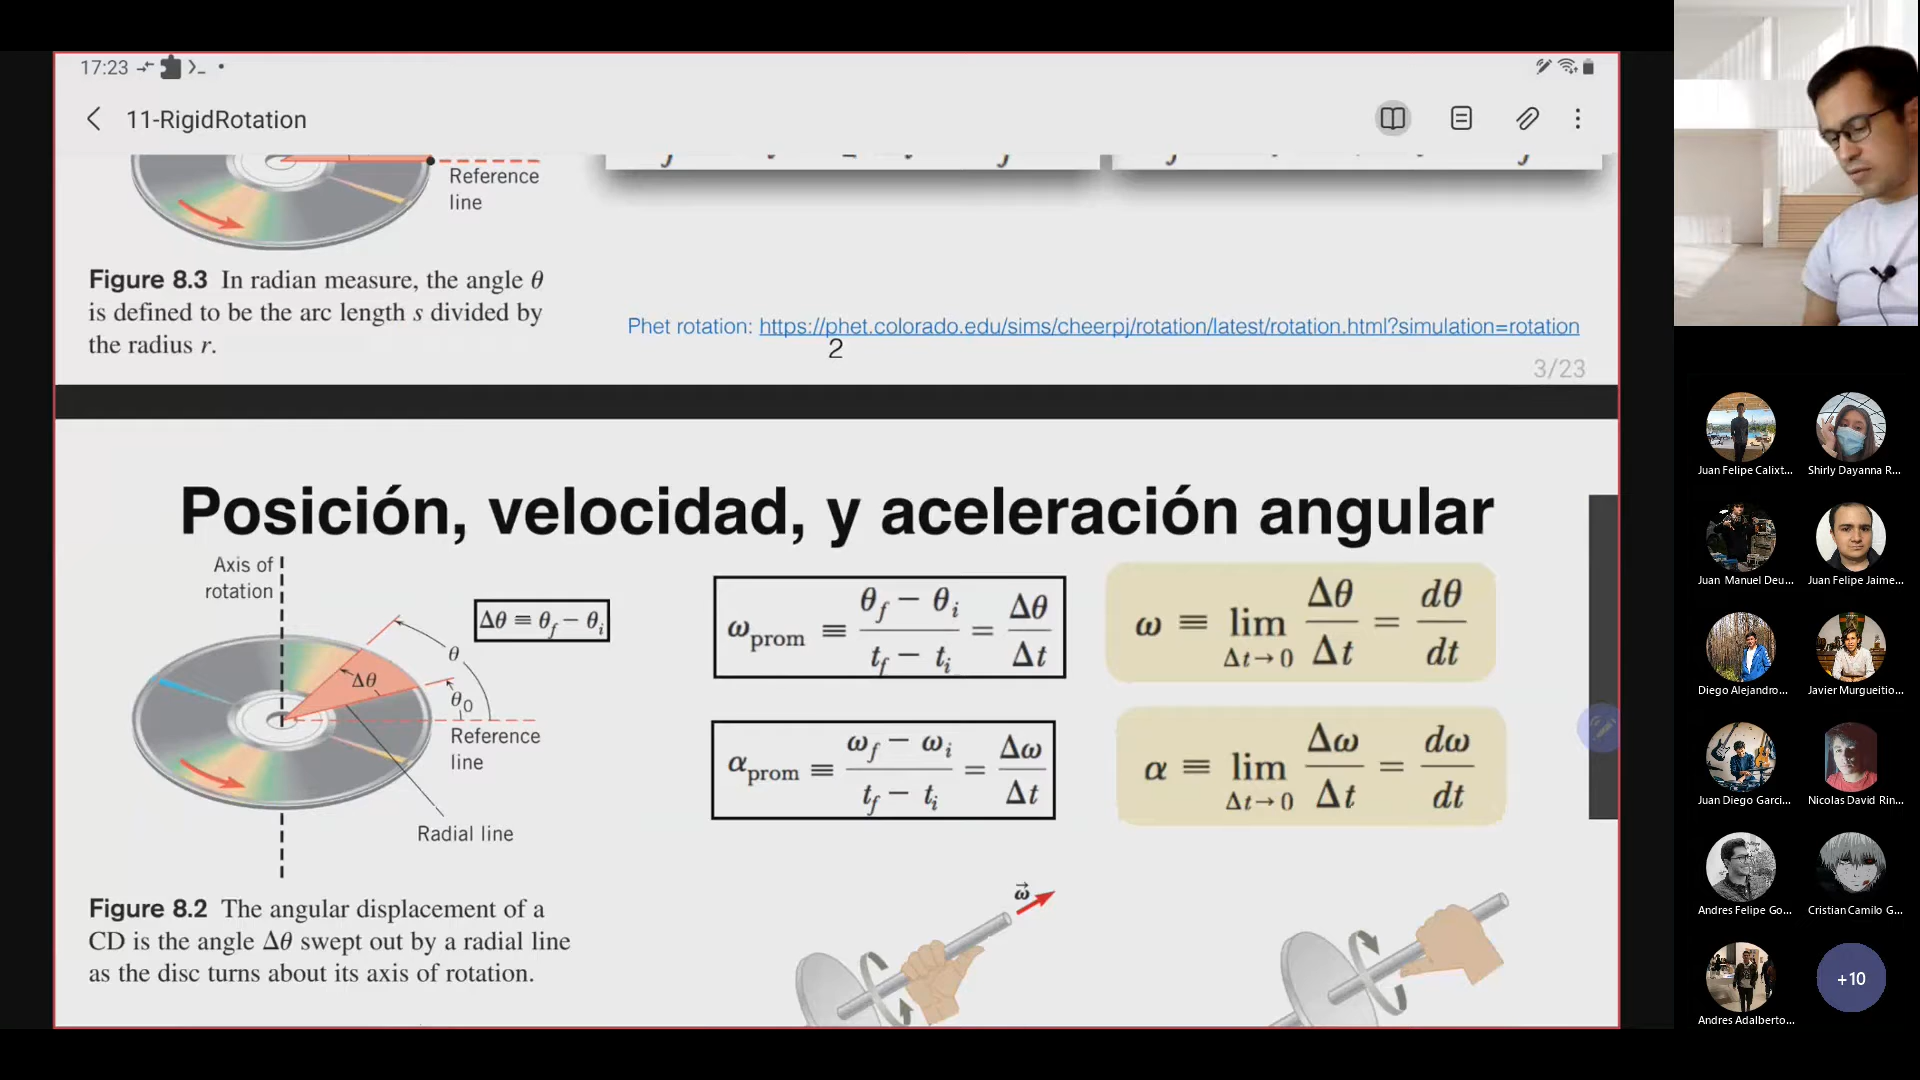 17:23
11-RigidRotation
Reference
line
Figure 8.3 In radian measure, the angle θ
is defined to be the arc length s divided by
the radius r.
Phet rotation: https://phet.colorado.edu/sims/cheerpj/rotation/latest/rotation.html?simulation=rotation
2
3/23
Posición, velocidad, y aceleración angular
Axis of
rotation
Δθ ≡ θf − θi
θ
Δθ
θ0
Reference
line
Radial line
ωprom ≡ (θf − θi)/(tf − ti) = Δθ/Δt
ω ≡ lim Δt→0 Δθ/Δt = dθ/dt
αprom ≡ (ωf − ωi)/(tf − ti) = Δω/Δt
α ≡ lim Δt→0 Δω/Δt = dω/dt
Figure 8.2 The angular displacement of a
CD is the angle Δθ swept out by a radial line
as the disc turns about its axis of rotation.
ω⃗
Juan Felipe Calixt...
Shirly Dayanna R...
Juan Manuel Deu...
Juan Felipe Jaime...
Diego Alejandro...
Javier Murgueitio...
Juan Diego Garci...
Nicolas David Rin...
Andres Felipe Go...
Cristian Camilo G...
Andres Adalberto...
+10